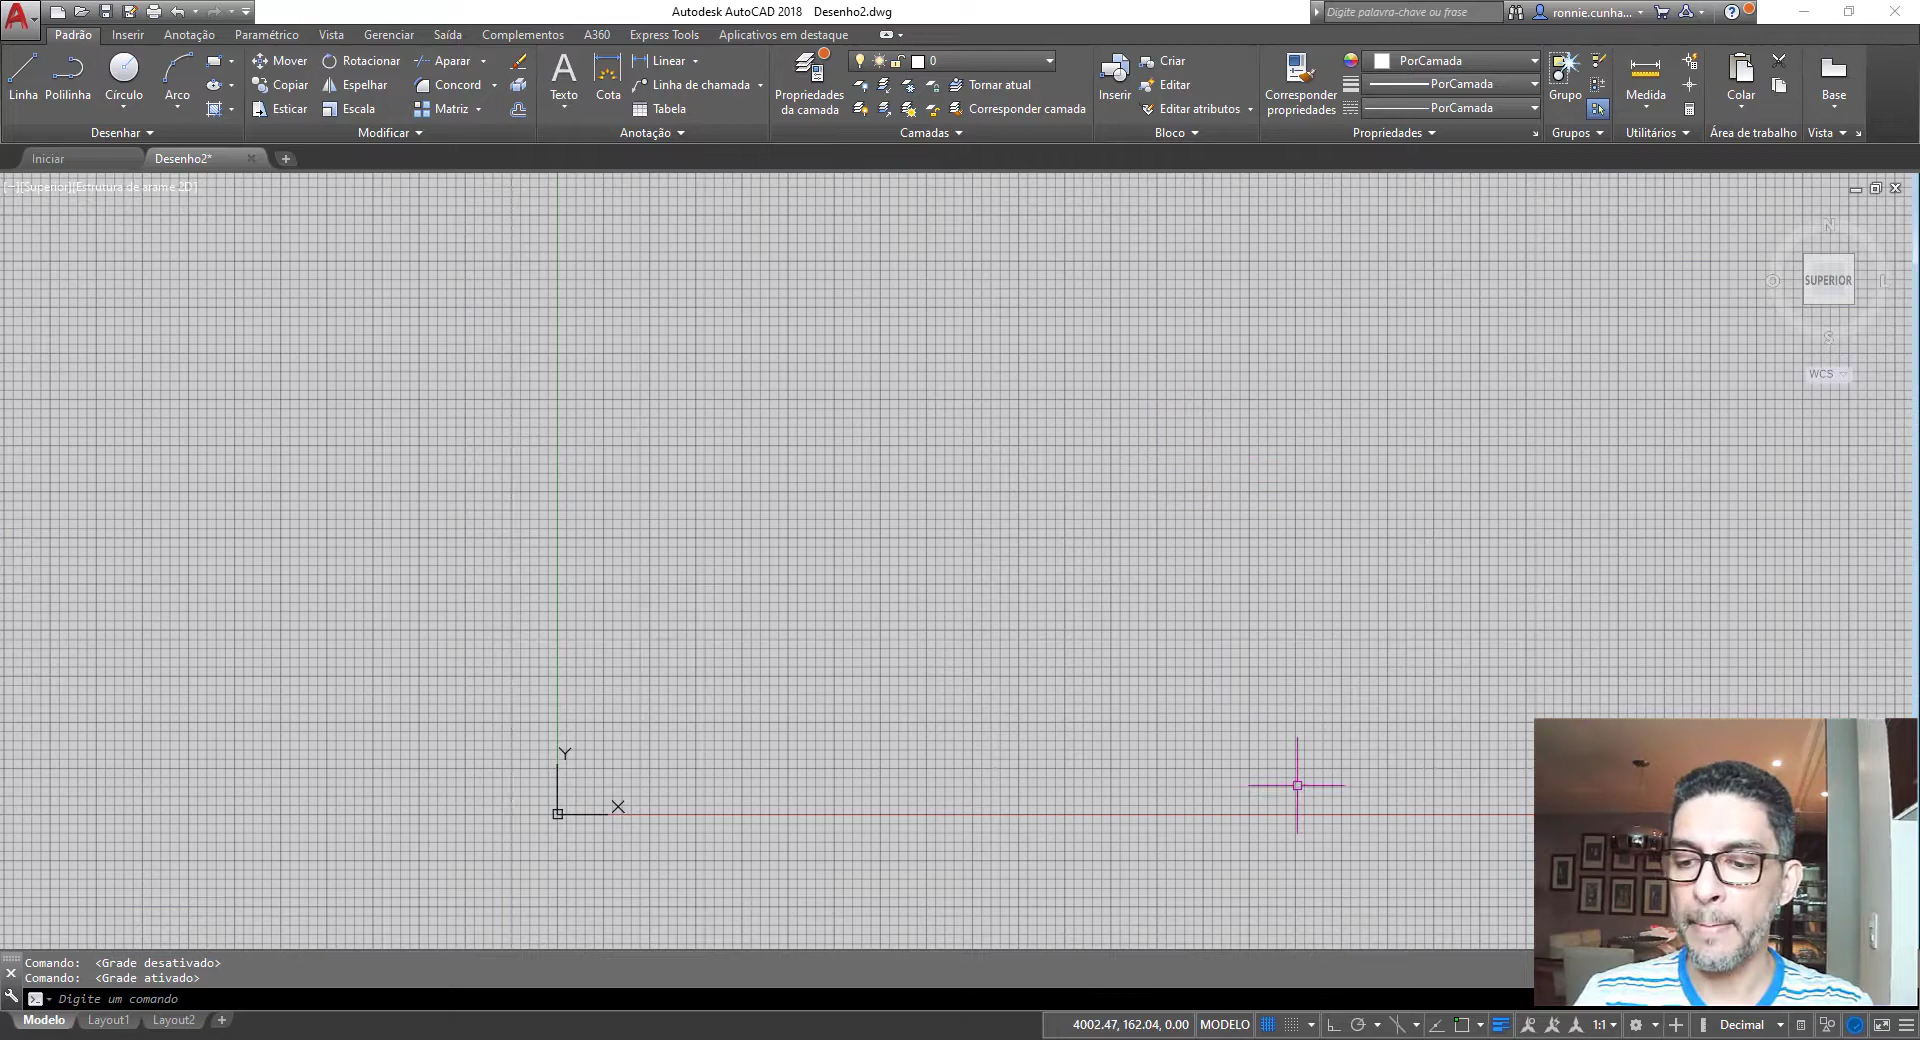 Autodesk AutoCAD 2018 Desenho2.dwg
Digite palavra-chave ou frase
ronnie.cunha...
Padrão Inserir Anotação Paramétrico Vista Gerenciar Saída Complementos A360 Express Tools Aplicativos em destaque
Linha Polilinha Círculo Arco
Desenhar
Mover Rotacionar Aparar
Copiar Espelhar Concord
Esticar Escala Matriz
Modificar
Texto Cota
Linear
Linha de chamada
Tabela
Anotação
Propriedades da camada
0
Tornar atual
Corresponder camada
Camadas
Inserir
Criar
Editar
Editar atributos
Bloco
Corresponder propriedades
PorCamada
PorCamada
PorCamada
Propriedades
Grupo
Grupos
Medida
Utilitários
Colar
Área de trabalho
Base
Vista
Iniciar Desenho2*
[−][Superior][Estrutura de arame 2D]
N
O SUPERIOR L
S
WCS
Y
X
Comando: <Grade desativado>
Comando: <Grade ativado>
Digite um comando
Modelo Layout1 Layout2
4002.47, 162.04, 0.00 MODELO 1:1 Decimal